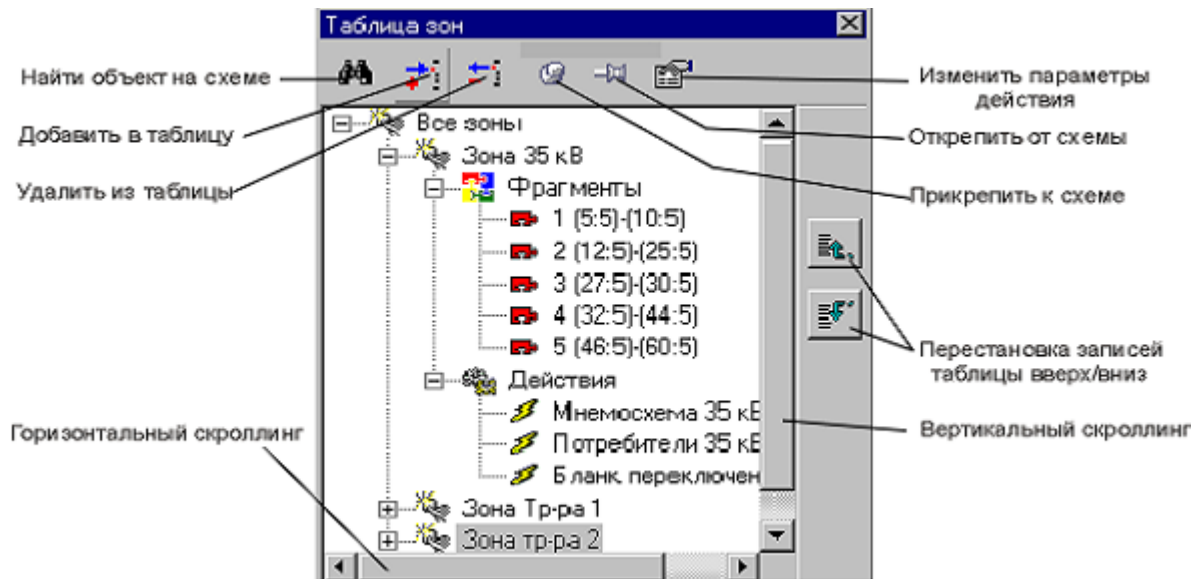 Таблица зон
Найти объект на схеме
Добавить в таблицу
Удалить из таблицы
Горизонтальный скроллинг
Все зоны
Зона 35 кВ
Фрагменты
1 (5:5)-(10:5)
2 (12:5)-(25:5)
3 (27:5)-(30:5)
4 (32:5)-(44:5)
5 (46:5)-(60:5)
Действия
Мнемосхема 35 кВ
Потребители 35 кВ
Бланк переключен
Зона Тр-ра 1
Зона тр-ра 2
Изменить параметры
действия
Открепить от схемы
Прикрепить к схеме
Перестановка записей
таблицы вверх/вниз
Вертикальный скроллинг